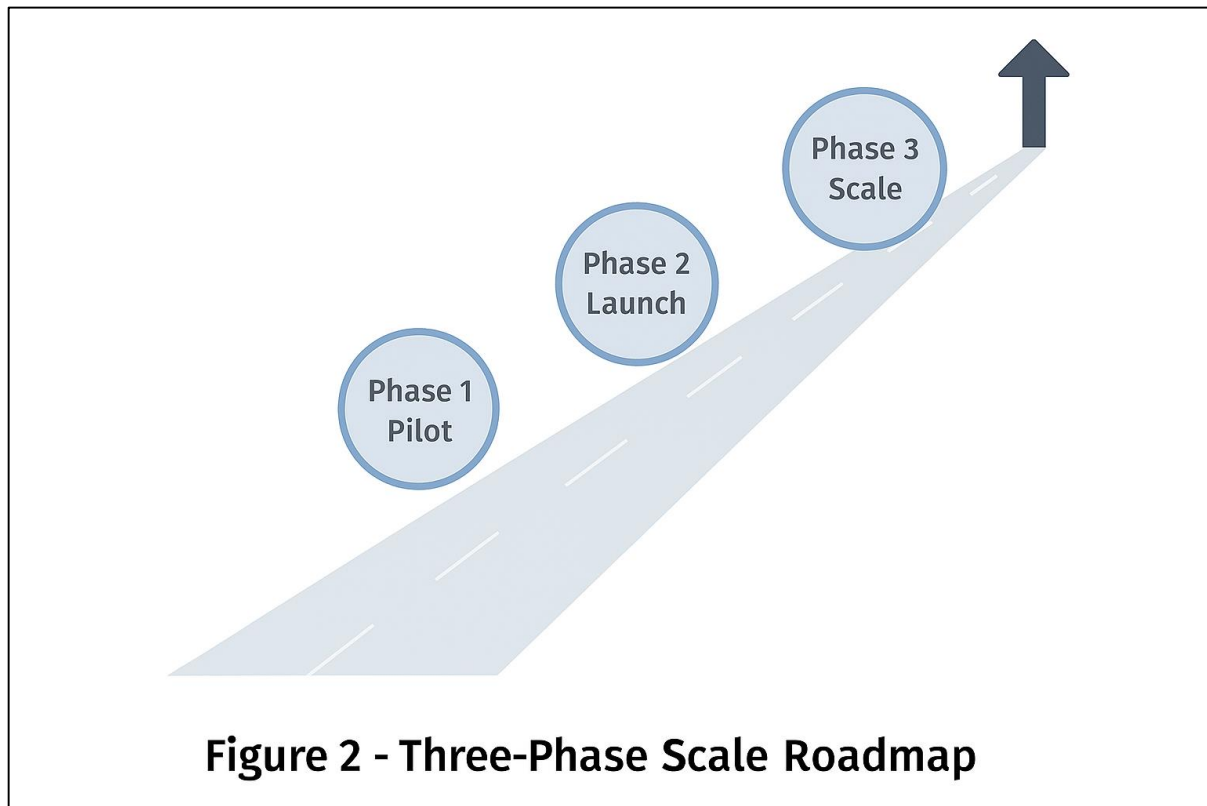 Phase 3
Scale
Phase 2
Launch
Phase 1
Pilot
Figure 2 - Three-Phase Scale Roadmap